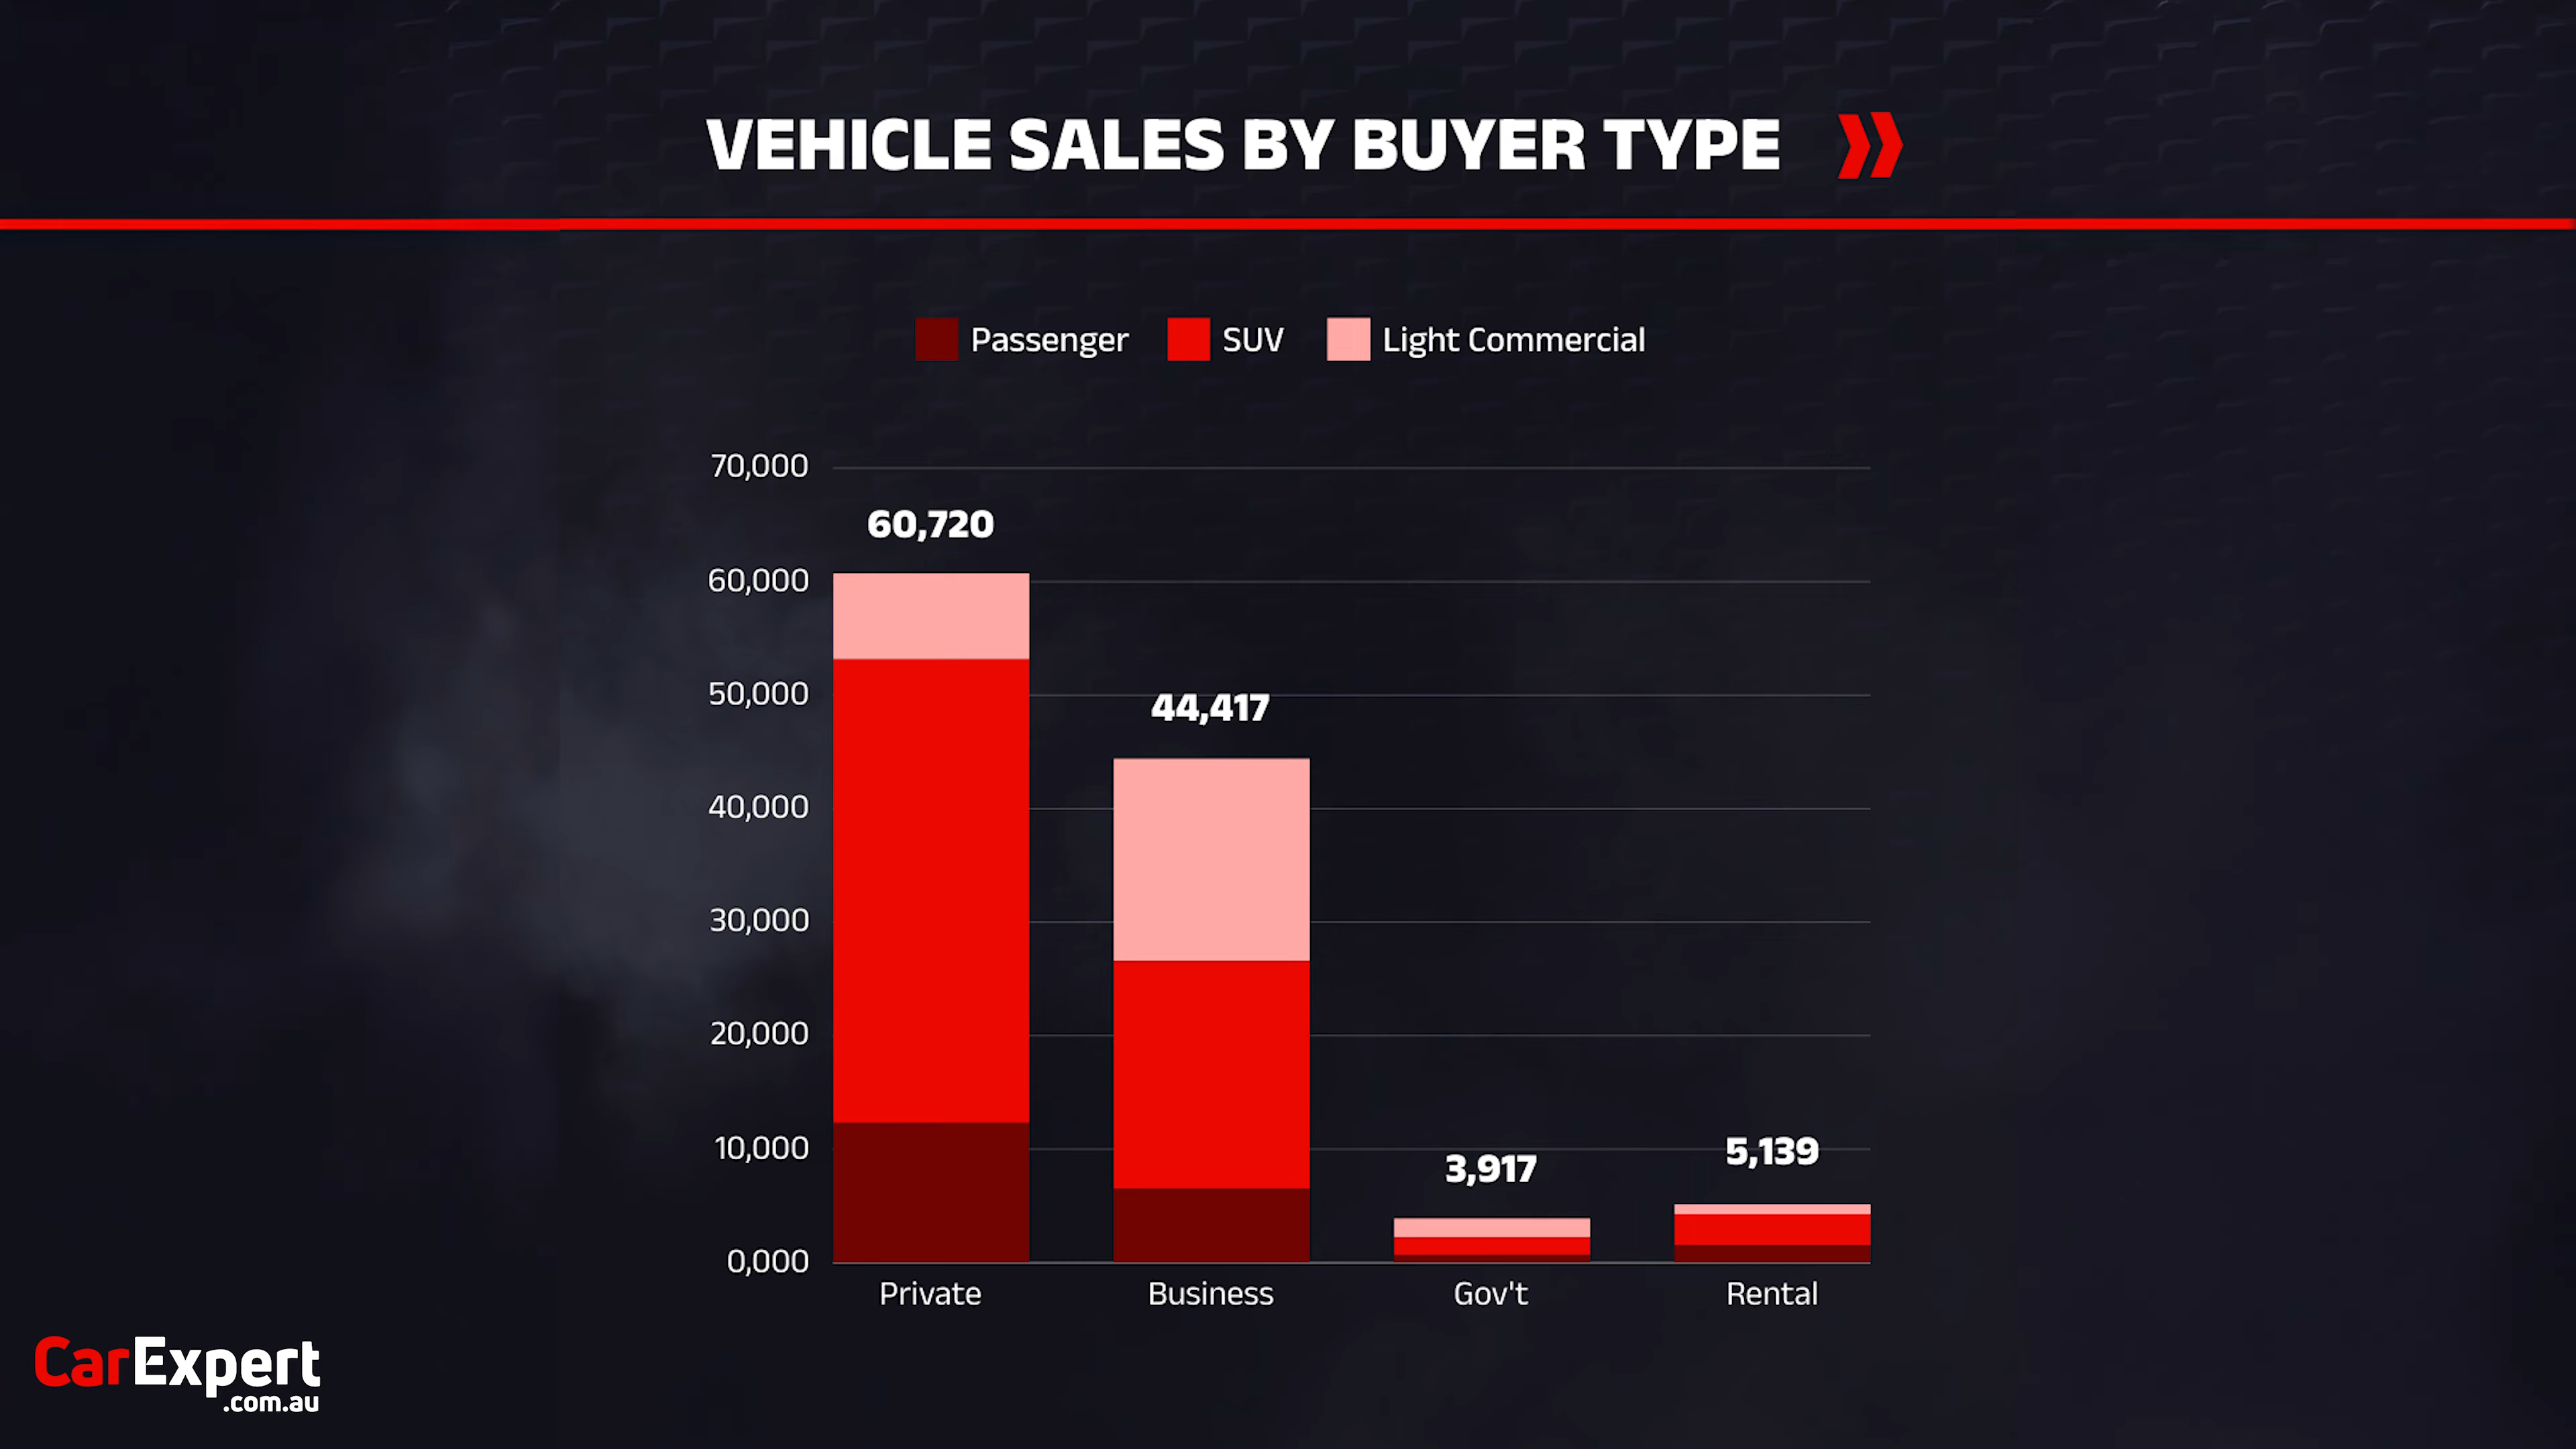 VEHICLE SALES BY BUYER TYPE
Passenger SUV Light Commercial
70,000
60,720
60,000
50,000
44,417
40,000
30,000
20,000
10,000
5,139
3,917
0,000
Private Business Gov't Rental
CarExpert
.com.au